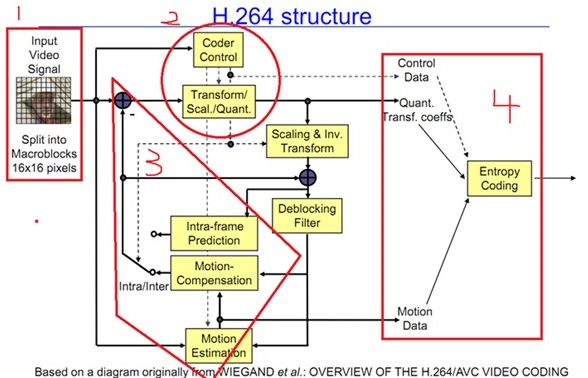 1
2
H.264 structure
Input
Video
Signal
Split into
Macroblocks
16x16 pixels
Coder
Control
Transform/
Scal./Quant.
-
Scaling & Inv.
Transform
3
Deblocking
Filter
Intra-frame
Prediction
Motion-
Compensation
Intra/Inter
Motion
Estimation
Control
Data
Quant.
Transf. coeffs
4
Entropy
Coding
Motion
Data
Based on a diagram originally from WIEGAND et al.: OVERVIEW OF THE H.264/AVC VIDEO CODING